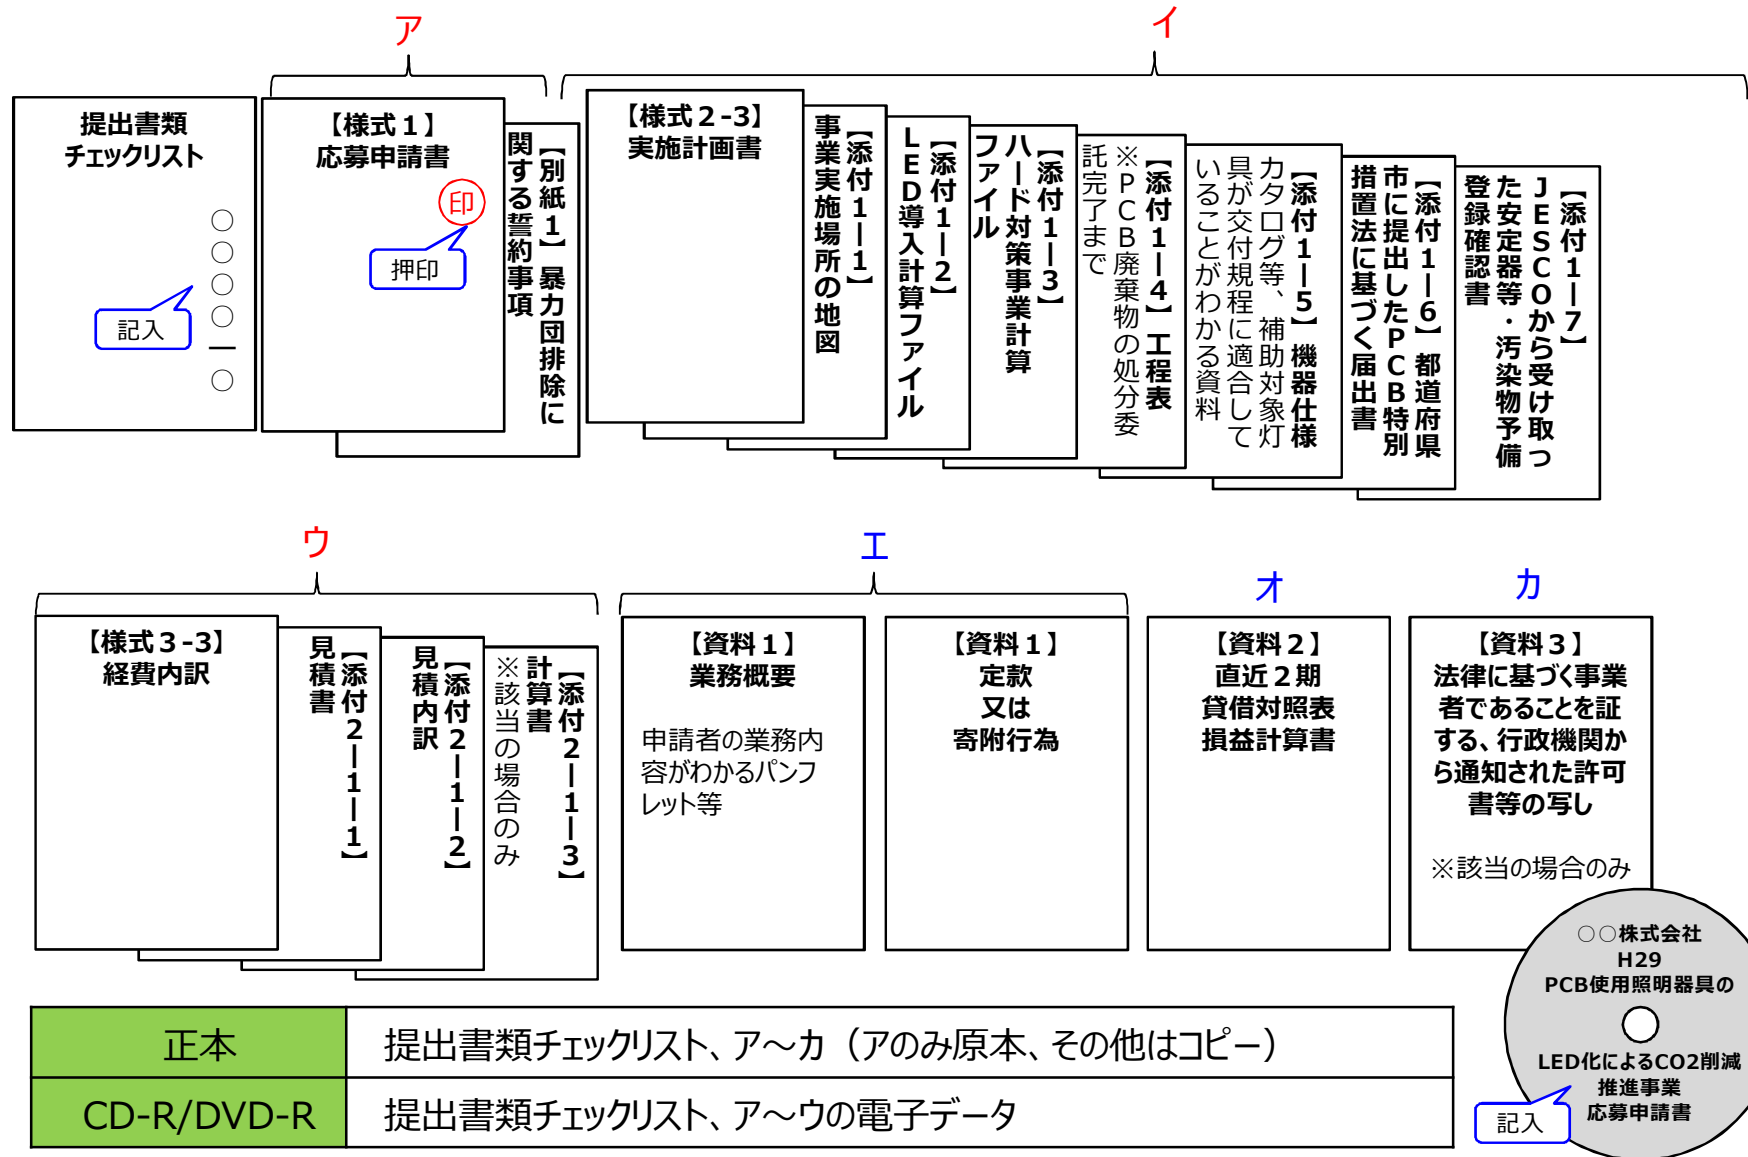 ア
イ
提出書類
チェックリスト
〇
〇
〇
〇
ー
〇
記入
【様式１】
応募申請書
印
押印
【別紙１】暴力団排除に
関する誓約事項
【様式２-3】
実施計画書
【添付１ー１】
事業実施場所の地図
【添付１ー２】
ＬＥＤ導入計算ファイル
【添付１ー３】
ハード対策事業計算
ファイル
【添付１ー４】工程表
※ＰＣＢ廃棄物の処分委
託完了まで
【添付１ー５】機器仕様
カタログ等、補助対象灯
具が交付規程に適合して
いることがわかる資料
【添付１ー６】都道府県
市に提出したＰＣＢ特別
措置法に基づく届出書
【添付１ー７】
ＪＥＳＣＯから受け取っ
た安定器等・汚染物予備
登録確認書
ウ
エ
オ
カ
【様式３-3】
経費内訳
【添付２ー１ー１】
見積書
【添付２ー１ー２】
見積内訳
【添付２ー１ー３】
計算書
※該当の場合のみ
【資料１】
業務概要
申請者の業務内
容がわかるパンフ
レット等
【資料１】
定款
又は
寄附行為
【資料２】
直近２期
貸借対照表
損益計算書
【資料３】
法律に基づく事業
者であることを証
する、行政機関か
ら通知された許可
書等の写し
※該当の場合のみ
〇〇株式会社
H29
PCB使用照明器具の
LED化によるCO2削減
推進事業
応募申請書
記入
正本
提出書類チェックリスト、ア～カ（アのみ原本、その他はコピー）
CD-R/DVD-R
提出書類チェックリスト、ア～ウの電子データ